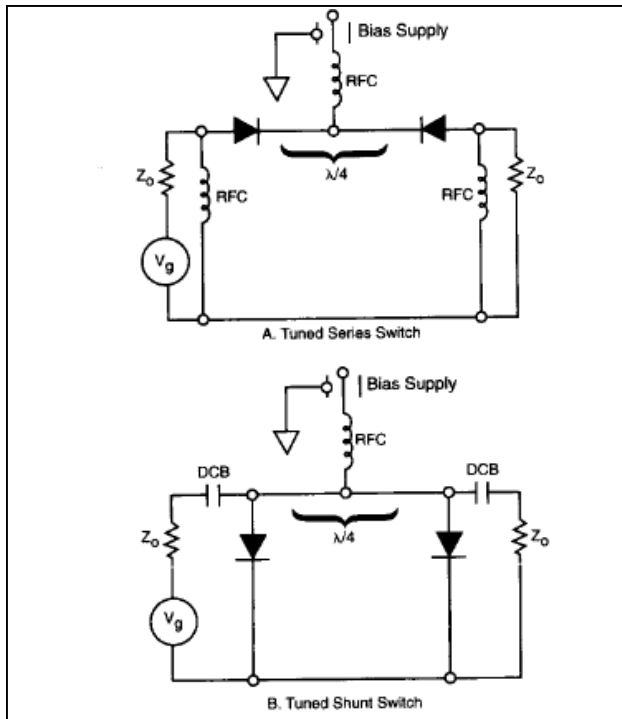 | Bias Supply
RFC
Z₀
RFC
λ/4
RFC
Z₀
Vg
A. Tuned Series Switch
| Bias Supply
RFC
DCB
DCB
Z₀
λ/4
Z₀
Vg
B. Tuned Shunt Switch